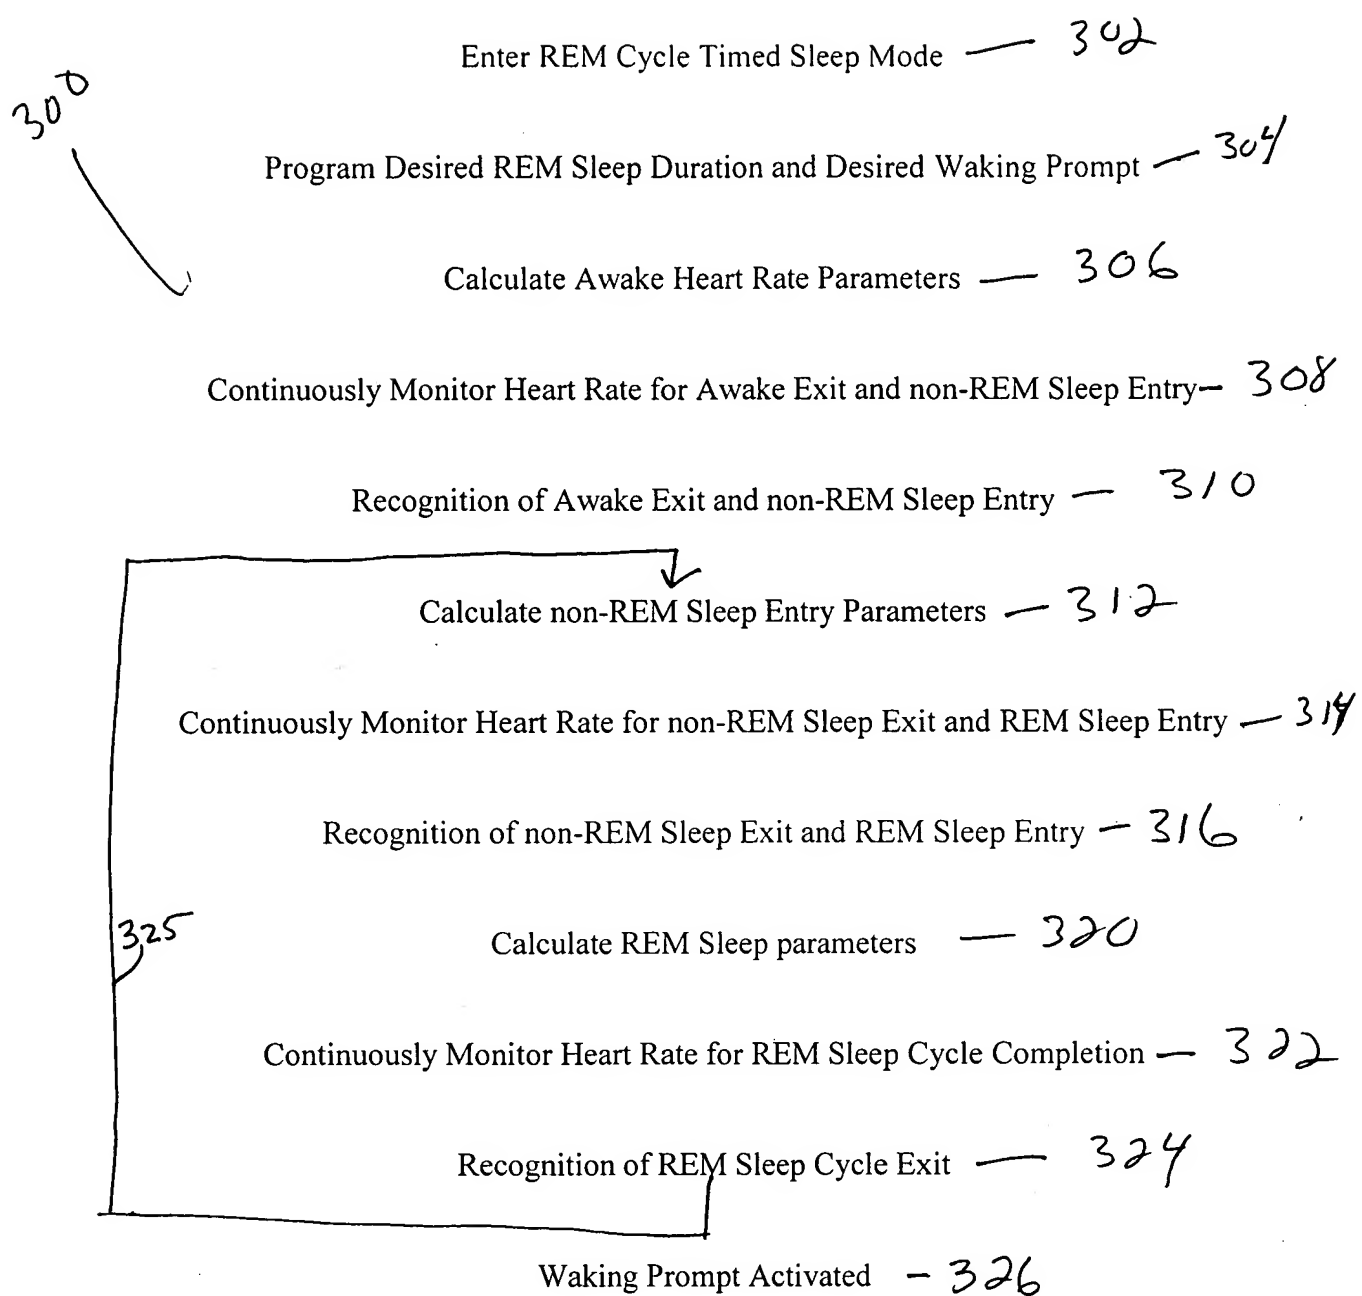 Enter REM Cycle Timed Sleep Mode — 302
300
Program Desired REM Sleep Duration and Desired Waking Prompt — 304
Calculate Awake Heart Rate Parameters — 306
Continuously Monitor Heart Rate for Awake Exit and non-REM Sleep Entry — 308
Recognition of Awake Exit and non-REM Sleep Entry — 310
Calculate non-REM Sleep Entry Parameters — 312
Continuously Monitor Heart Rate for non-REM Sleep Exit and REM Sleep Entry — 314
Recognition of non-REM Sleep Exit and REM Sleep Entry — 316
325
Calculate REM Sleep parameters — 320
Continuously Monitor Heart Rate for REM Sleep Cycle Completion — 322
Recognition of REM Sleep Cycle Exit — 324
Waking Prompt Activated — 326